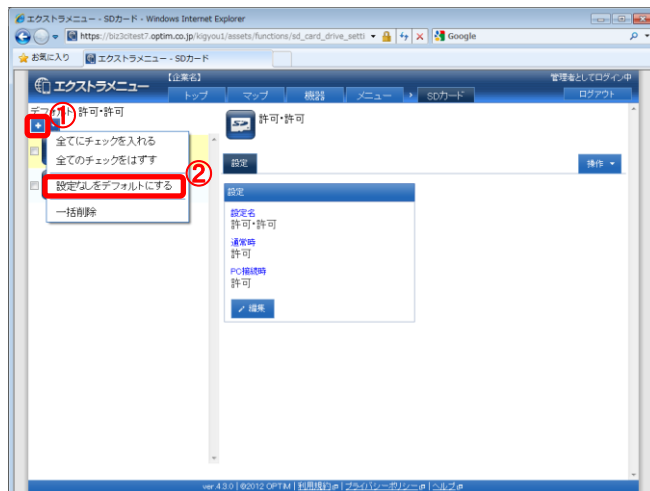 エクストラメニュー - SDカード - Windows Internet Explorer
https://biz3citest7.optim.co.jp/kigyou1/assets/functions/sd_card_drive_setti
Google
お気に入り
エクストラメニュー - SDカード
エクストラメニュー
【企業名】
管理者としてログイン中
トップ
マップ
機器
メニュー
SDカード
ログアウト
デフォルト: 許可・許可
①
全てにチェックを入れる
全てのチェックをはずす
設定なしをデフォルトにする
②
一括削除
許可・許可
設定
操作
設定
設定名
許可・許可
通常時
許可
PC接続時
許可
編集
ver.4.3.0 | ©2012 OPTiM | 利用規約 | プライバシーポリシー | ヘルプ